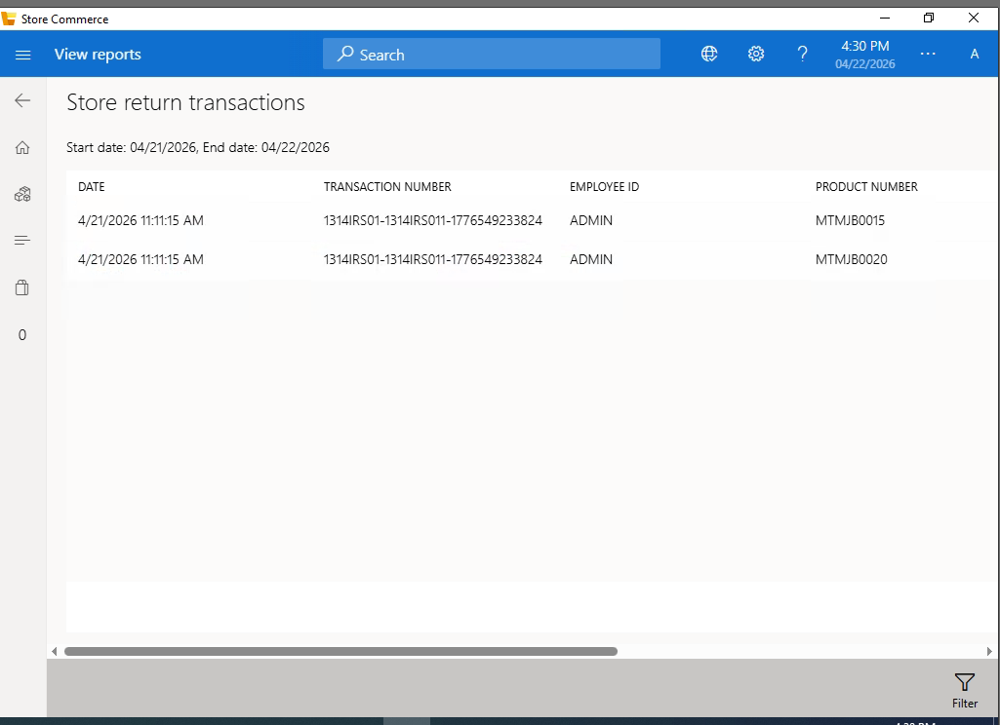 Store Commerce
View reports
Search
?
4:30 PM
04/22/2026
...
A
Store return transactions
Start date: 04/21/2026, End date: 04/22/2026
DATE TRANSACTION NUMBER EMPLOYEE ID PRODUCT NUMBER
4/21/2026 11:11:15 AM 1314IRS01-1314IRS011-1776549233824 ADMIN MTMJB0015
4/21/2026 11:11:15 AM 1314IRS01-1314IRS011-1776549233824 ADMIN MTMJB0020
0
Filter